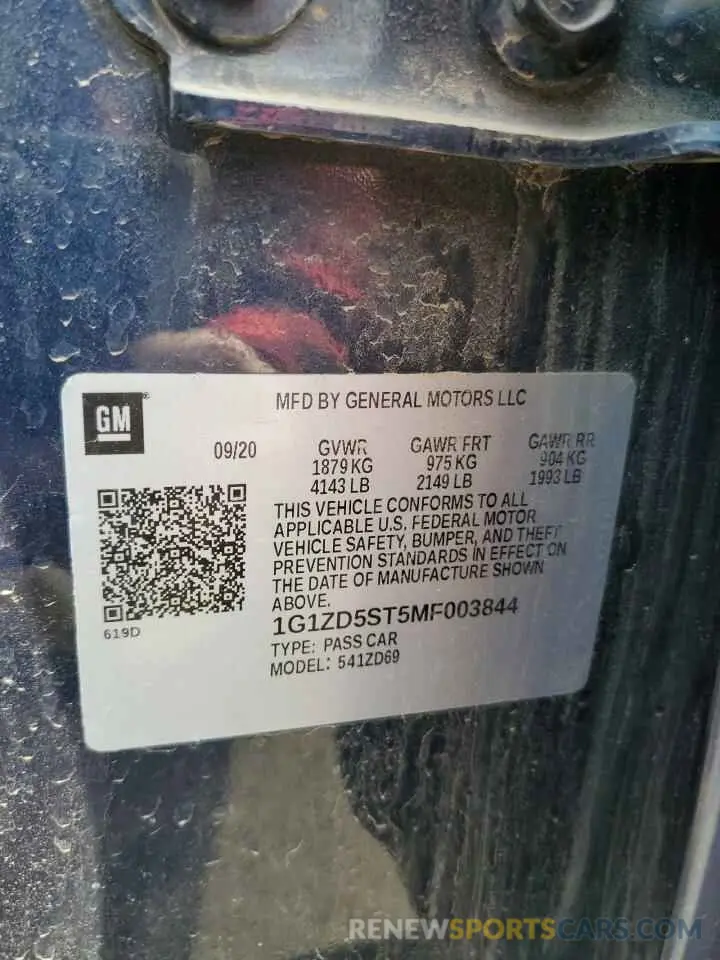 GM
MFD BY GENERAL MOTORS LLC
09/20
GVWR GAWR FRT GAWR RR
1879 KG 975 KG 904 KG
4143 LB 2149 LB 1993 LB
THIS VEHICLE CONFORMS TO ALL
APPLICABLE U.S. FEDERAL MOTOR
VEHICLE SAFETY, BUMPER, AND THEFT
PREVENTION STANDARDS IN EFFECT ON
THE DATE OF MANUFACTURE SHOWN
ABOVE.
619D
1G1ZD5ST5MF003844
TYPE: PASS CAR
MODEL: 541ZD69
RENEWSPORTSCARS.COM